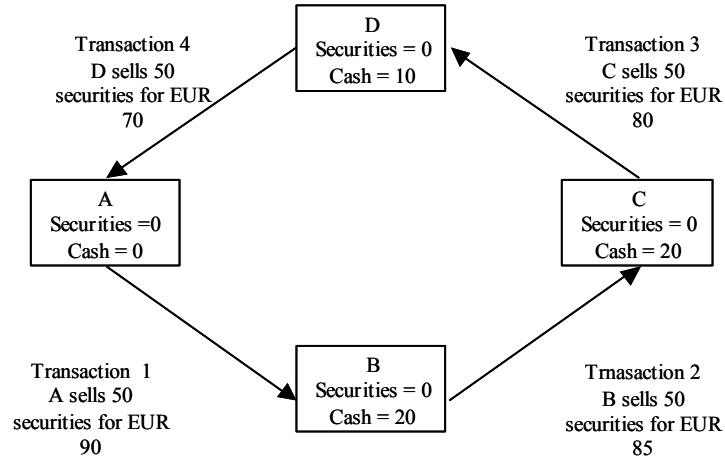 Transaction 4
D sells 50
securities for EUR
70
D
Securities = 0
Cash = 10
Transaction 3
C sells 50
securities for EUR
80
A
Securities =0
Cash = 0
C
Securities = 0
Cash = 20
Transaction 1
A sells 50
securities for EUR
90
B
Securities = 0
Cash = 20
Trnasaction 2
B sells 50
securities for EUR
85